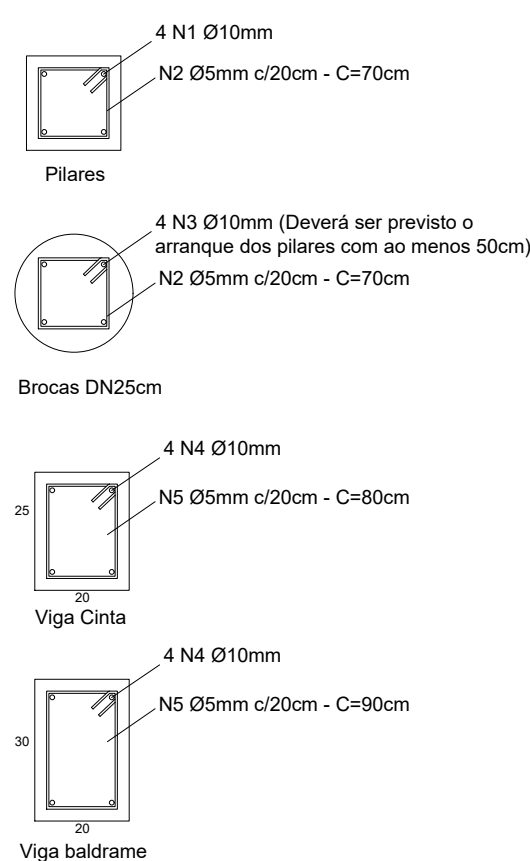 4 N1 Ø10mm
N2 Ø5mm c/20cm - C=70cm
Pilares
4 N3 Ø10mm (Deverá ser previsto o
arranque dos pilares com ao menos 50cm)
N2 Ø5mm c/20cm - C=70cm
Brocas DN25cm
4 N4 Ø10mm
N5 Ø5mm c/20cm - C=80cm
25
20
Viga Cinta
4 N4 Ø10mm
N5 Ø5mm c/20cm - C=90cm
30
20
Viga baldrame